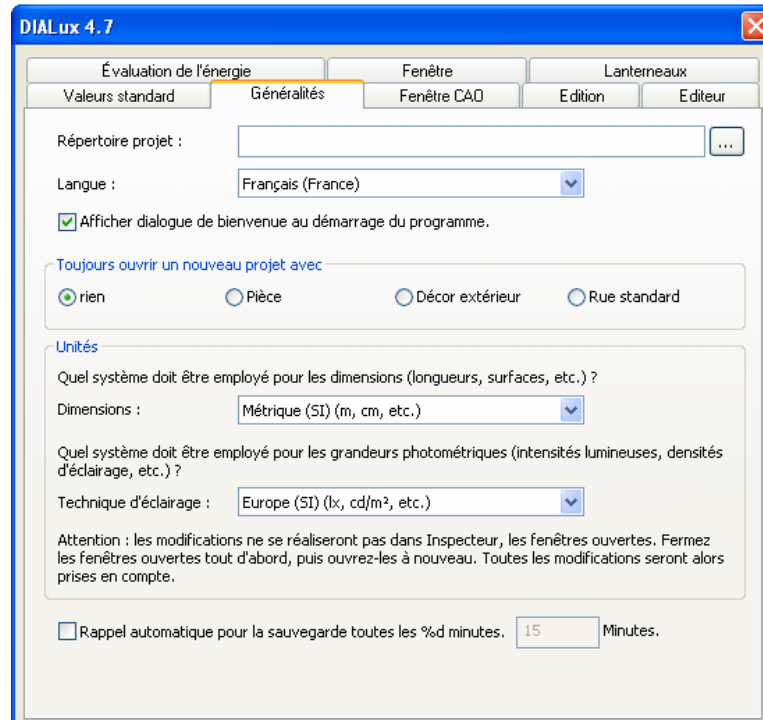 DIALux 4.7
Évaluation de l'énergie Fenêtre Lanterneaux
Valeurs standard Généralités Fenêtre CAO Edition Editeur
Répertoire projet : ...
Langue : Français (France)
Afficher dialogue de bienvenue au démarrage du programme.
Toujours ouvrir un nouveau projet avec
rien Pièce Décor extérieur Rue standard
Unités
Quel système doit être employé pour les dimensions (longueurs, surfaces, etc.) ?
Dimensions : Métrique (SI) (m, cm, etc.)
Quel système doit être employé pour les grandeurs photométriques (intensités lumineuses, densités
d'éclairage, etc.) ?
Technique d'éclairage : Europe (SI) (lx, cd/m², etc.)
Attention : les modifications ne se réaliseront pas dans Inspecteur, les fenêtres ouvertes. Fermez
les fenêtres ouvertes tout d'abord, puis ouvrez-les à nouveau. Toutes les modifications seront alors
prises en compte.
Rappel automatique pour la sauvegarde toutes les %d minutes. 15 Minutes.